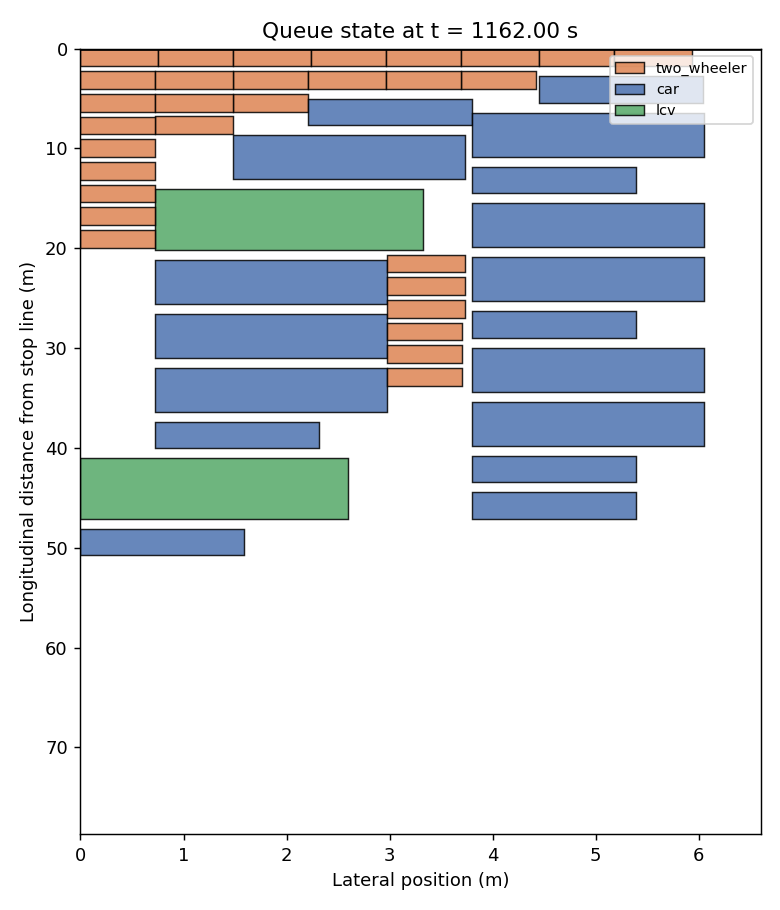 Queue state at t = 1162.00 s
two_wheeler
car
lcv
0
10
20
30
40
50
60
70
Longitudinal distance from stop line (m)
0 1 2 3 4 5 6
Lateral position (m)